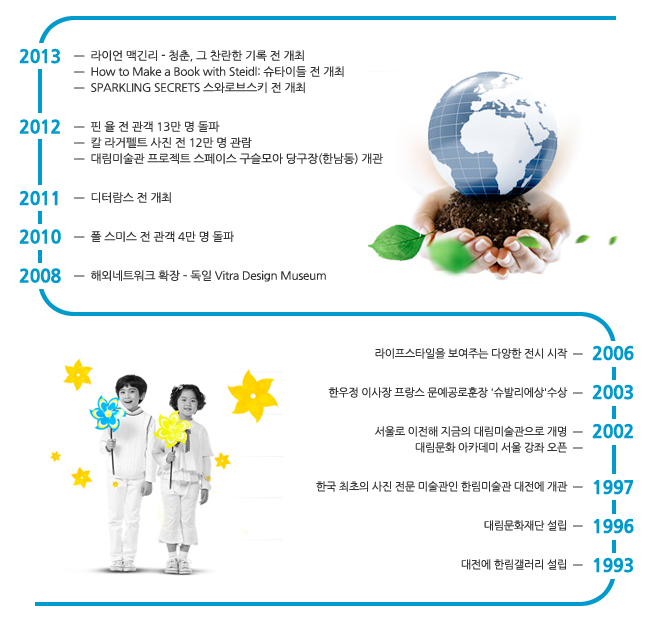 2013 — 라이언 맥긴리 - 청춘, 그 찬란한 기록 전 개최
— How to Make a Book with Steidl: 슈타이들 전 개최
— SPARKLING SECRETS 스와로브스키 전 개최
2012 — 핀 율 전 관객 13만 명 돌파
— 칼 라거펠트 사진 전 12만 명 관람
— 대림미술관 프로젝트 스페이스 구슬모아 당구장(한남동) 개관
2011 — 디터람스 전 개최
2010 — 폴 스미스 전 관객 4만 명 돌파
2008 — 해외네트워크 확장 - 독일 Vitra Design Museum
라이프스타일을 보여주는 다양한 전시 시작 — 2006
한우정 이사장 프랑스 문예공로훈장 '슈발리에상'수상 — 2003
서울로 이전해 지금의 대림미술관으로 개명 — 2002
대림문화 아카데미 서울 강좌 오픈 —
한국 최초의 사진 전문 미술관인 한림미술관 대전에 개관 — 1997
대림문화재단 설립 — 1996
대전에 한림갤러리 설립 — 1993